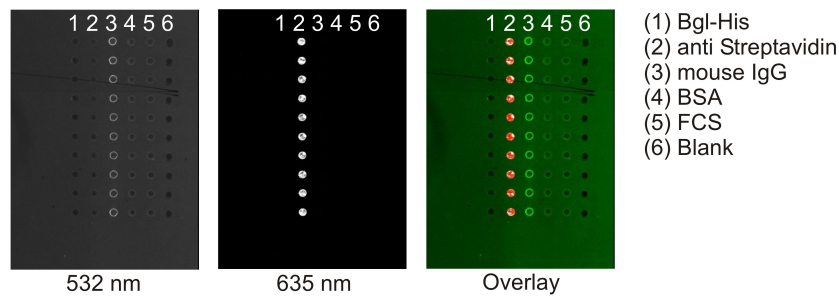 1 2 3 4 5 6
1 2 3 4 5 6
1 2 3 4 5 6
(1) Bgl-His
(2) anti Streptavidin
(3) mouse IgG
(4) BSA
(5) FCS
(6) Blank
532 nm
635 nm
Overlay